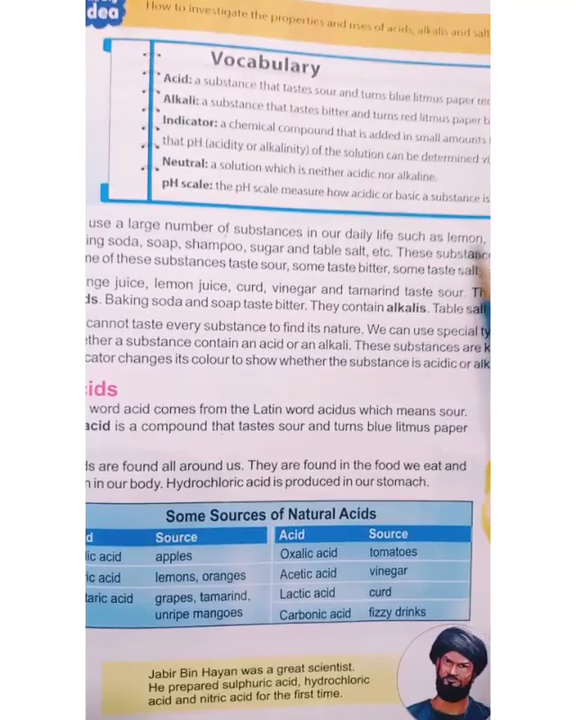 dea
How to investigate the properties and uses of acids, alkalis and salt
Vocabulary
Acid: a substance that tastes sour and turns blue litmus paper re
Alkali: a substance that tastes bitter and turns red litmus paper b
Indicator: a chemical compound that is added in small amounts
that pH (acidity or alkalinity) of the solution can be determined vi
Neutral: a solution which is neither acidic nor alkaline.
pH scale: the pH scale measure how acidic or basic a substance is
use a large number of substances in our daily life such as lemon,
ing soda, soap, shampoo, sugar and table salt, etc. These substanc
me of these substances taste sour, some taste bitter, some taste salt
nge juice, lemon juice, curd, vinegar and tamarind taste sour. Th
ds. Baking soda and soap taste bitter. They contain alkalis. Table salt
cannot taste every substance to find its nature. We can use special ty
ether a substance contain an acid or an alkali. These substances are k
cator changes its colour to show whether the substance is acidic or alk
cids
word acid comes from the Latin word acidus which means sour.
acid is a compound that tastes sour and turns blue litmus paper
ds are found all around us. They are found in the food we eat and
n in our body. Hydrochloric acid is produced in our stomach.
Some Sources of Natural Acids
d Source Acid Source
lic acid apples Oxalic acid tomatoes
ic acid lemons, oranges Acetic acid vinegar
taric acid grapes, tamarind, Lactic acid curd
unripe mangoes Carbonic acid fizzy drinks
Jabir Bin Hayan was a great scientist.
He prepared sulphuric acid, hydrochloric
acid and nitric acid for the first time.